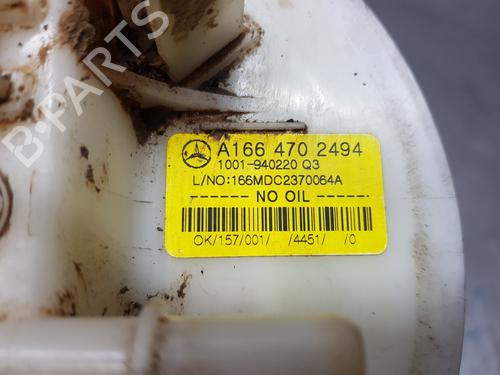 A166 470 2494
1001-940220 Q3
L/NO:166MDC2370064A
NO OIL
OK/157/001/ /4451/ /0
B-PARTS